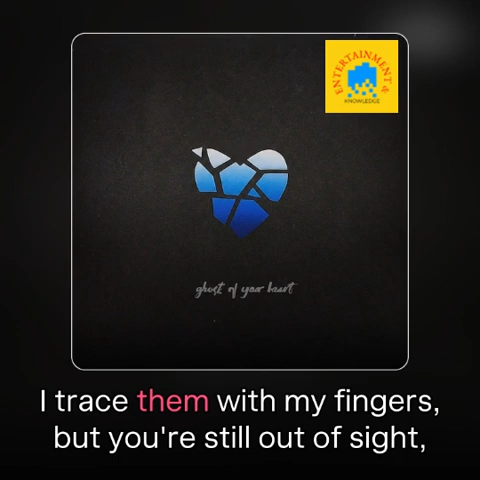 ENTERTAINMENT &
KNOWLEDGE
ghost of your heart
I trace them with my fingers,
but you're still out of sight,